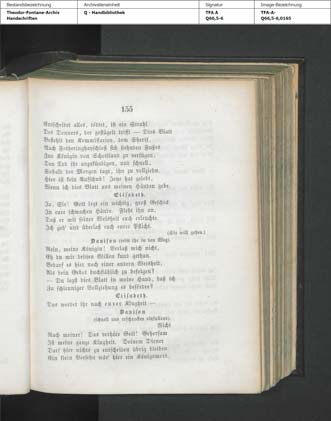 Bestandsbezeichnung
Archivalieneinheit
Signatur
Image-Bezeichnung
Theodor-Fontane-Archiv
Handschriften
Q - Handbibliothek
TFA A
Q66,5-6
TFA-A-
Q66,5-6,0165
155
Entscheidet alles, tödtet, ist ein Strahl
Des Donners, der geflügelt trifft — Dies Blatt
Befiehlt den Kommissarien, dem Sherif,
Nach Fotheringhayschloß sich stehnden Fußes
Zur Königin von Schottland zu verfügen,
Den Tod ihr anzukündigen, und schnell,
Sobald der Morgen tagt, ihn zu vollziehn.
Hier ist kein Aufschub! Jene hat gelebt,
Wenn ich dies Blatt aus meinen Händen gebe.
Elisabeth.
Ja, Sir! Gott legt ein wichtig, groß Geschick
In eure schwachen Hände. Fleht ihn an,
Daß er mit seiner Weisheit euch erleuchte.
Ich geh' und überlaß euch eurer Pflicht.
(Sie will gehen.)
Davison (tritt ihr in den Weg).
Nein, meine Königin! Verlaß mich nicht,
Eh du mir deinen Willen kund gethan.
Bedarf es hier noch einer andern Weisheit,
Als dein Gebot buchstäblich zu befolgen?
— Du legst dies Blatt in meine Hand, daß ich
Zu schleuniger Vollziehung es befördre?
Elisabeth.
Das werdet ihr nach eurer Klugheit —
Davison
(schnell und erschrocken einfallend).
Nicht
Nach meiner! Das verhüte Gott! Gehorsam
Ist meine ganze Klugheit. Deinem Diener
Darf hier nichts zu entscheiden übrig bleiben.
Ein klein Versehn wär' hier ein Königsmord,